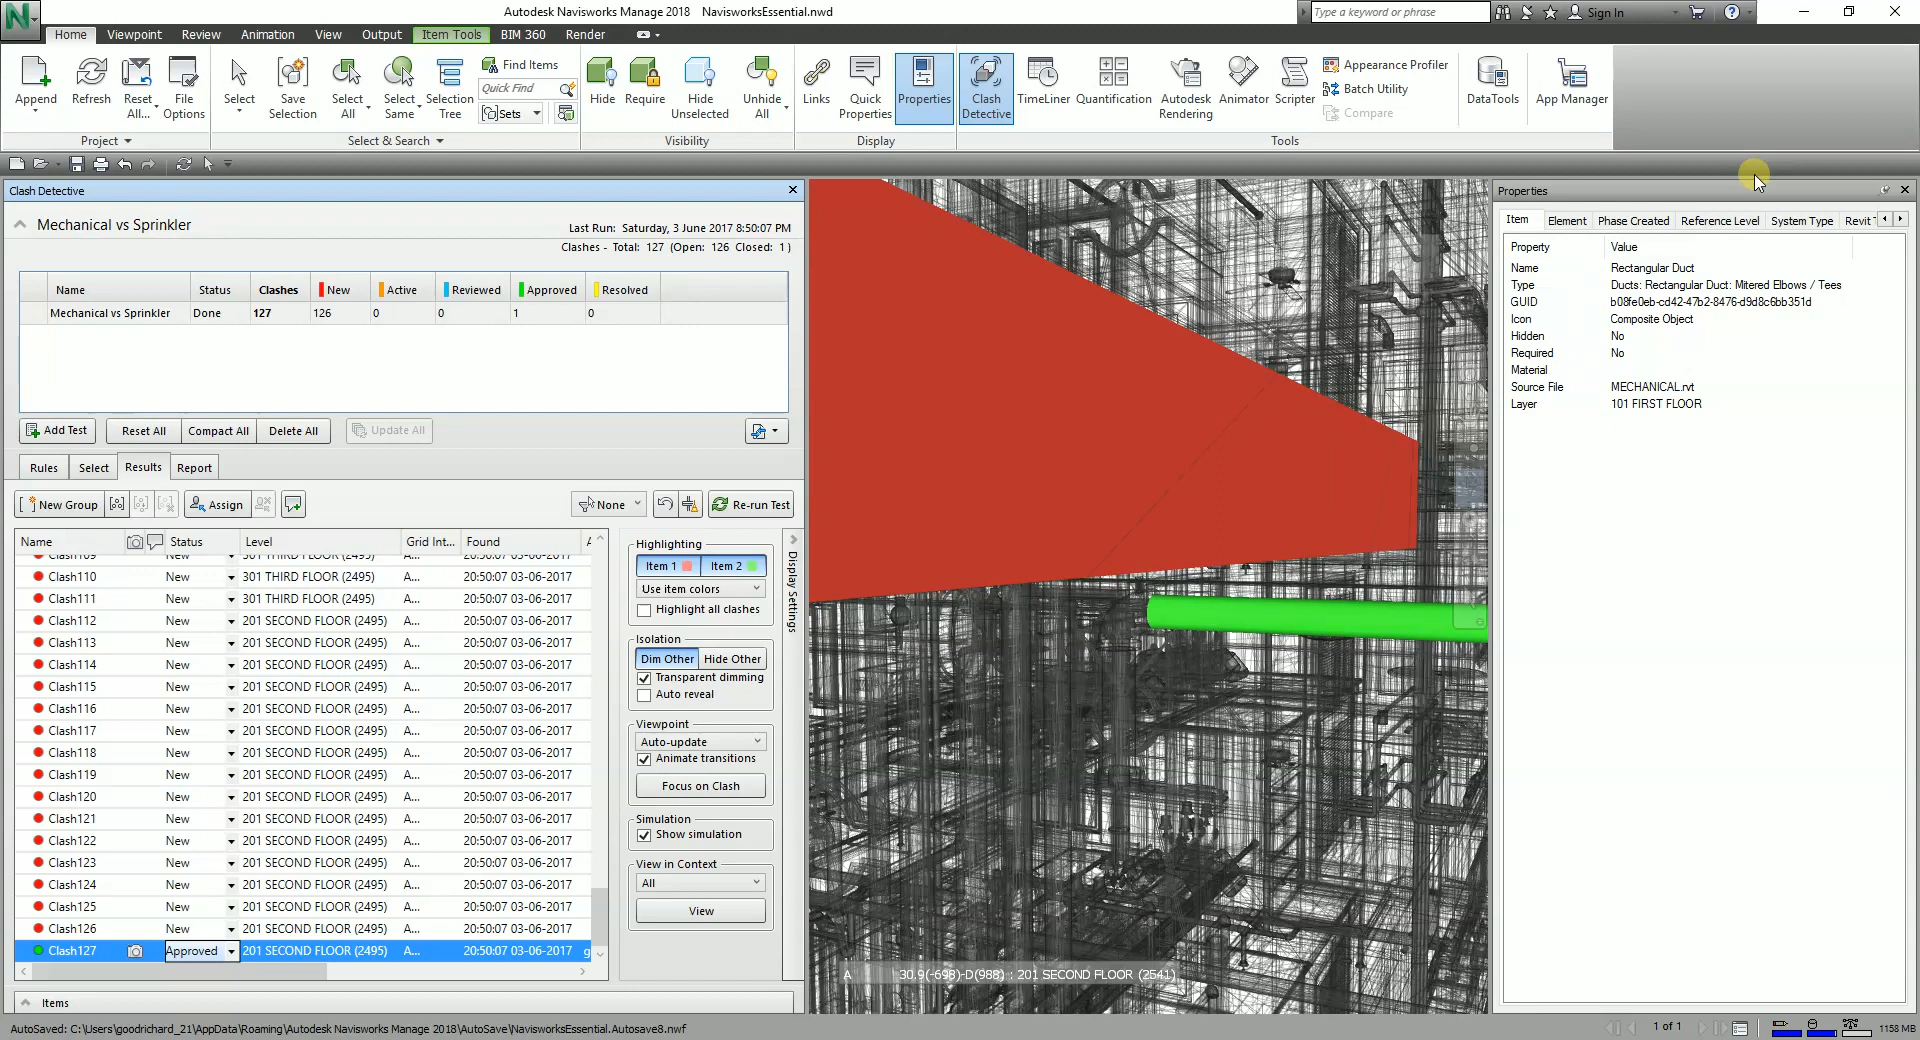 Autodesk Navisworks Manage 2018 NavisworksEssential.nwd
Type a keyword or phrase
Sign In
Home Viewpoint Review Animation View Output Item Tools BIM 360 Render
Append
Refresh
Reset All...
File Options
Select
Save Selection
Select All
Select Same
Selection Tree
Find Items
Quick Find
Sets
Hide
Require
Hide Unselected
Unhide All
Links
Quick Properties
Properties
Clash Detective
TimeLiner
Quantification
Autodesk Rendering
Animator
Scripter
Appearance Profiler
Batch Utility
Compare
DataTools
App Manager
Project Select & Search Visibility Display Tools
Clash Detective
Mechanical vs Sprinkler
Last Run: Saturday, 3 June 2017 8:50:07 PM
Clashes - Total: 127 (Open: 126 Closed: 1 )
Name Status Clashes New Active Reviewed Approved Resolved
Mechanical vs Sprinkler Done 127 126 0 0 1 0
Add Test Reset All Compact All Delete All Update All
Rules Select Results Report
New Group Assign None Re-run Test
Name Status Level Grid Int... Found
Clash109 New 301 THIRD FLOOR (2495) A... 20:50:07 03-06-2017
Clash110 New 301 THIRD FLOOR (2495) A... 20:50:07 03-06-2017
Clash111 New 301 THIRD FLOOR (2495) A... 20:50:07 03-06-2017
Clash112 New 201 SECOND FLOOR (2495) A... 20:50:07 03-06-2017
Clash113 New 201 SECOND FLOOR (2495) A... 20:50:07 03-06-2017
Clash114 New 201 SECOND FLOOR (2495) A... 20:50:07 03-06-2017
Clash115 New 201 SECOND FLOOR (2495) A... 20:50:07 03-06-2017
Clash116 New 201 SECOND FLOOR (2495) A... 20:50:07 03-06-2017
Clash117 New 201 SECOND FLOOR (2495) A... 20:50:07 03-06-2017
Clash118 New 201 SECOND FLOOR (2495) A... 20:50:07 03-06-2017
Clash119 New 201 SECOND FLOOR (2495) A... 20:50:07 03-06-2017
Clash120 New 201 SECOND FLOOR (2495) A... 20:50:07 03-06-2017
Clash121 New 201 SECOND FLOOR (2495) A... 20:50:07 03-06-2017
Clash122 New 201 SECOND FLOOR (2495) A... 20:50:07 03-06-2017
Clash123 New 201 SECOND FLOOR (2495) A... 20:50:07 03-06-2017
Clash124 New 201 SECOND FLOOR (2495) A... 20:50:07 03-06-2017
Clash125 New 201 SECOND FLOOR (2495) A... 20:50:07 03-06-2017
Clash126 New 201 SECOND FLOOR (2495) A... 20:50:07 03-06-2017
Clash127 Approved 201 SECOND FLOOR (2495) A... 20:50:07 03-06-2017 g
Items
Highlighting
Item 1 Item 2
Use item colors
Highlight all clashes
Isolation
Dim Other Hide Other
Transparent dimming
Auto reveal
Viewpoint
Auto-update
Animate transitions
Focus on Clash
Simulation
Show simulation
View in Context
All
View
Display Settings
A 30.9(-698)-D(988) : 201 SECOND FLOOR (2541)
Properties
Item Element Phase Created Reference Level System Type Revit T
Property Value
Name Rectangular Duct
Type Ducts: Rectangular Duct: Mitered Elbows / Tees
GUID b08fe0eb-cd42-47b2-8476-d9d8c6bb351d
Icon Composite Object
Hidden No
Required No
Material
Source File MECHANICAL.rvt
Layer 101 FIRST FLOOR
AutoSaved: C:\Users\goodrichard_21\AppData\Roaming\Autodesk Navisworks Manage 2018\AutoSave\NavisworksEssential.Autosave8.nwf
1 of 1
1158 MB